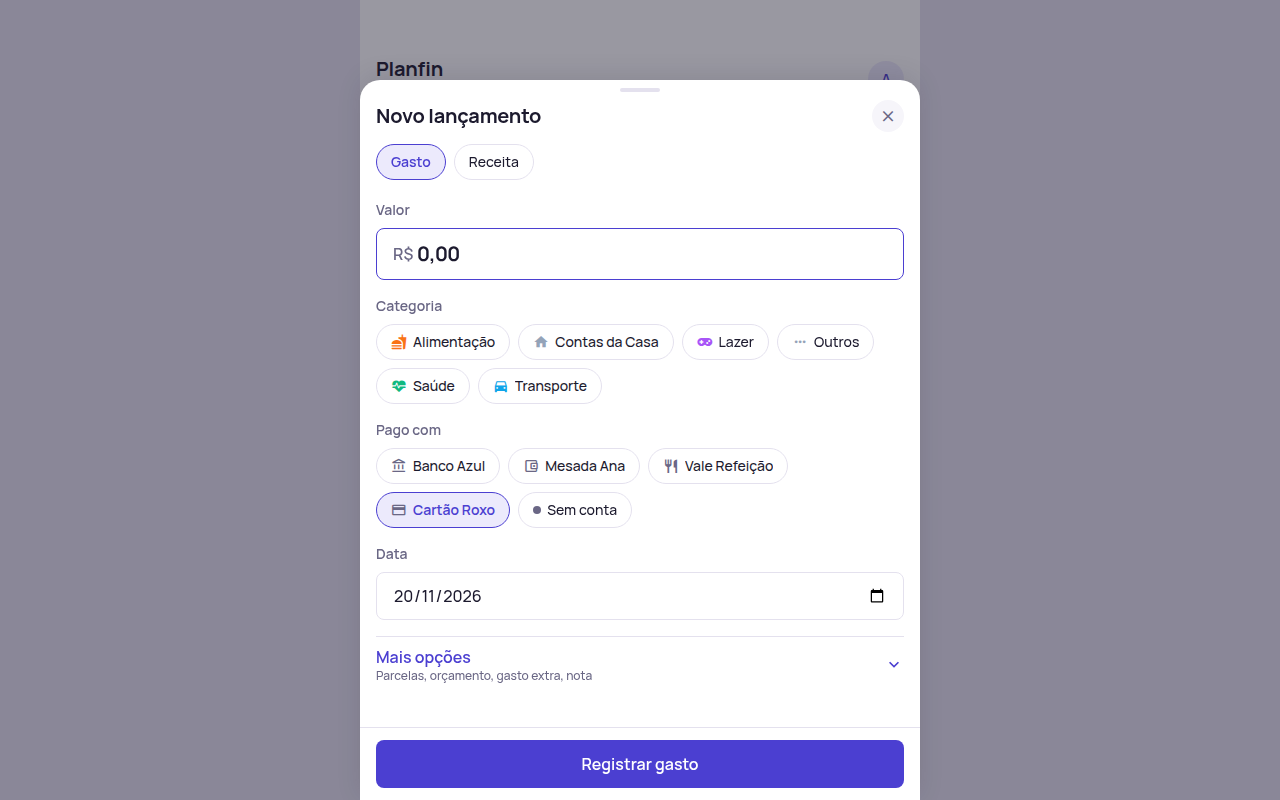 Planfin
A
Novo lançamento
Gasto Receita
Valor
R$ 0,00
Categoria
Alimentação Contas da Casa Lazer Outros
Saúde Transporte
Pago com
Banco Azul Mesada Ana Vale Refeição
Cartão Roxo Sem conta
Data
20/11/2026
Mais opções
Parcelas, orçamento, gasto extra, nota
Registrar gasto